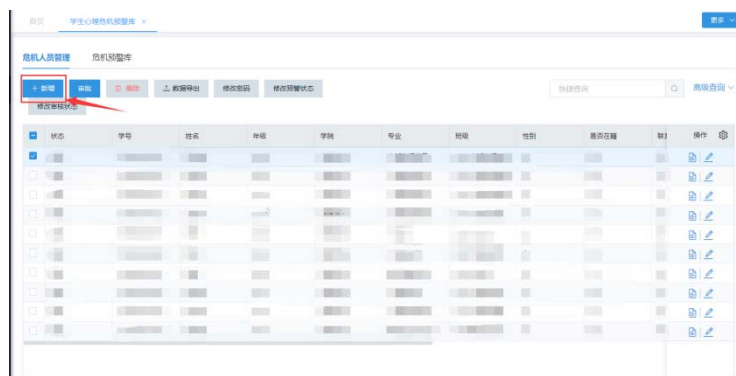 首页 学生心理危机预警库 × 更多
危机人员管理 危机预警库
+ 新增 审批 删除 数据导出 修改密码 修改预警状态 快捷查询 高级查询
修改审核状态
状态 学号 姓名 年级 学院 专业 班级 性别 是否在籍 操作